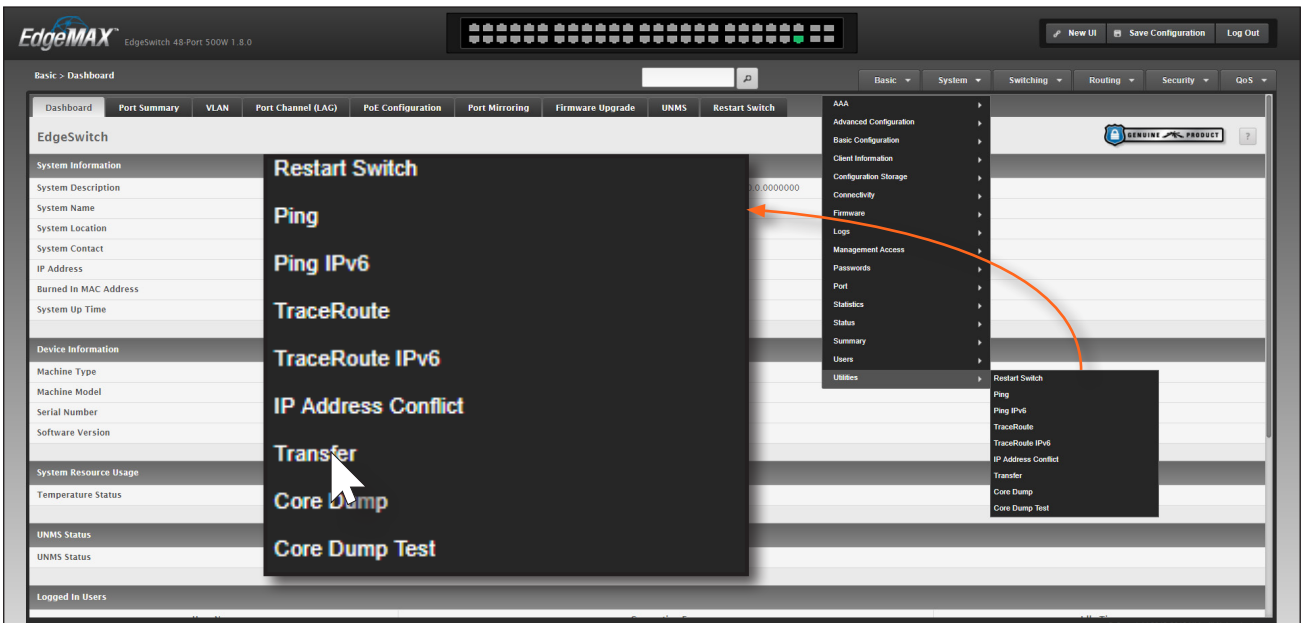 EdgeMAX™ EdgeSwitch 48-Port 500W 1.8.0
New UI Save Configuration Log Out
Basic > Dashboard
Basic System Switching Routing Security QoS
Dashboard Port Summary VLAN Port Channel (LAG) PoE Configuration Port Mirroring Firmware Upgrade UNMS Restart Switch
EdgeSwitch
GENUINE PRODUCT ?
System Information
System Description
0.0.0000000
System Name
System Location
System Contact
IP Address
Burned In MAC Address
System Up Time
Device Information
Machine Type
Machine Model
Serial Number
Software Version
System Resource Usage
Temperature Status
UNMS Status
UNMS Status
Logged In Users
Restart Switch
Ping
Ping IPv6
TraceRoute
TraceRoute IPv6
IP Address Conflict
Transfer
Core Dump
Core Dump Test
AAA
Advanced Configuration
Basic Configuration
Client Information
Configuration Storage
Connectivity
Firmware
Logs
Management Access
Passwords
Port
Statistics
Status
Summary
Users
Utilities
Restart Switch
Ping
Ping IPv6
TraceRoute
TraceRoute IPv6
IP Address Conflict
Transfer
Core Dump
Core Dump Test